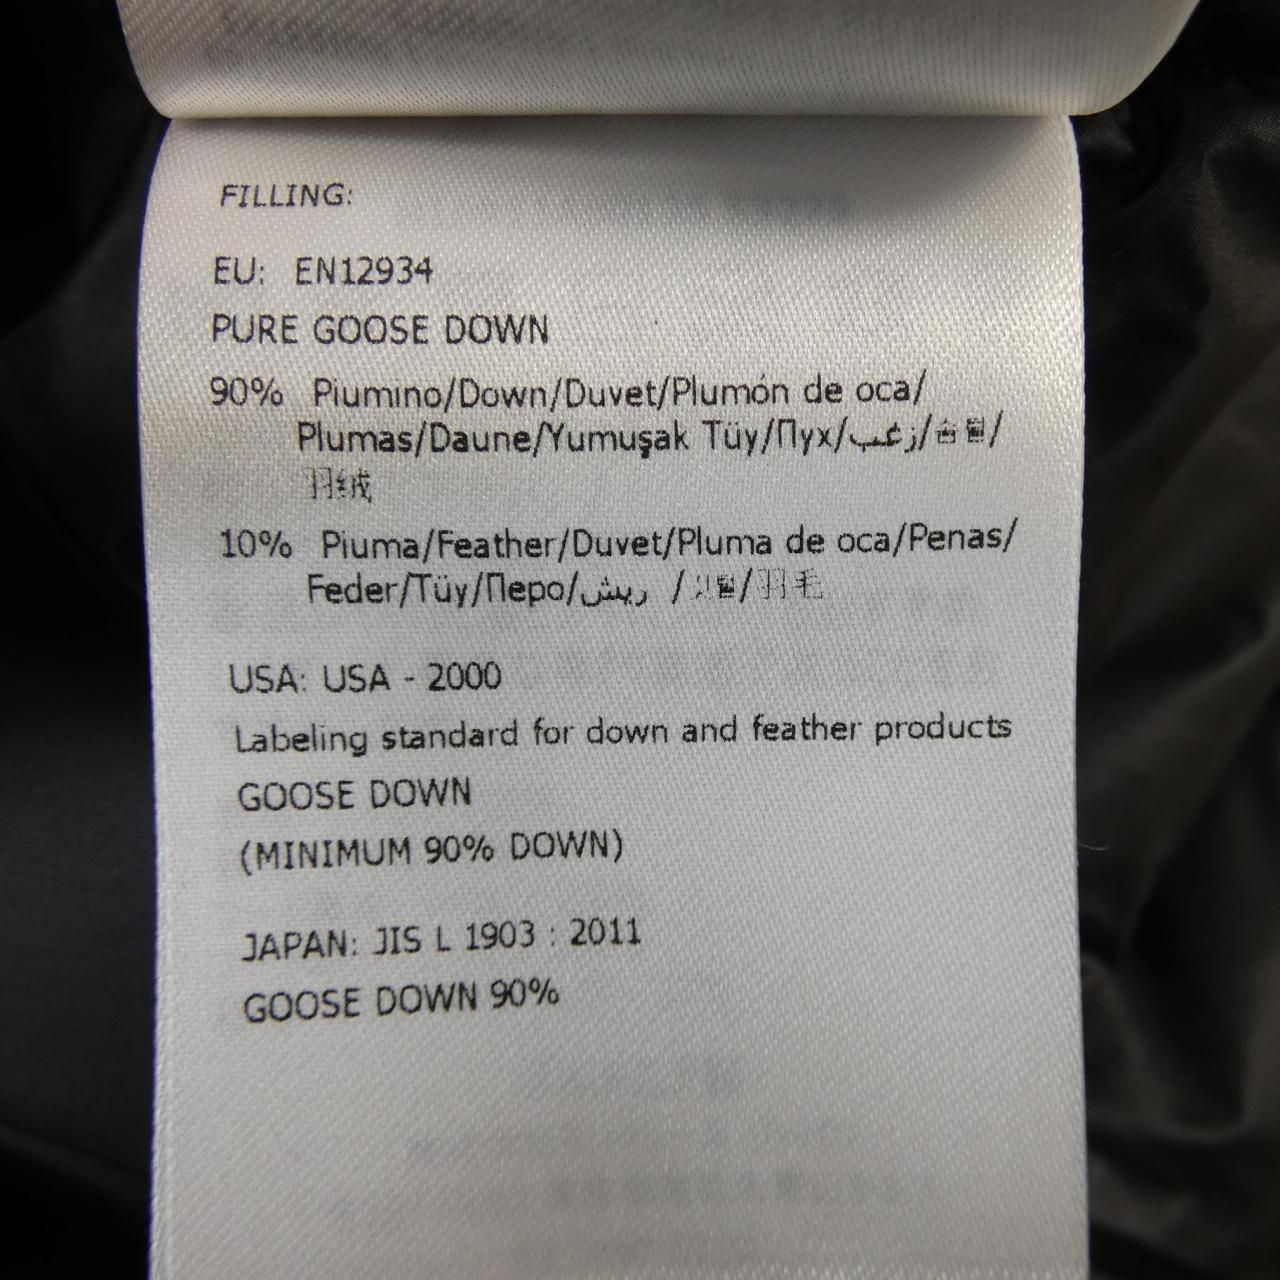 FILLING:
EU: EN12934
PURE GOOSE DOWN
90% Piumino/Down/Duvet/Plumón de oca/
Plumas/Daune/Yumuşak Tüy/Пух/زغب/
羽绒
10% Piuma/Feather/Duvet/Pluma de oca/Penas/
Feder/Tüy/Перо/ريش /羽毛
USA: USA - 2000
Labeling standard for down and feather products
GOOSE DOWN
(MINIMUM 90% DOWN)
JAPAN: JIS L 1903 : 2011
GOOSE DOWN 90%